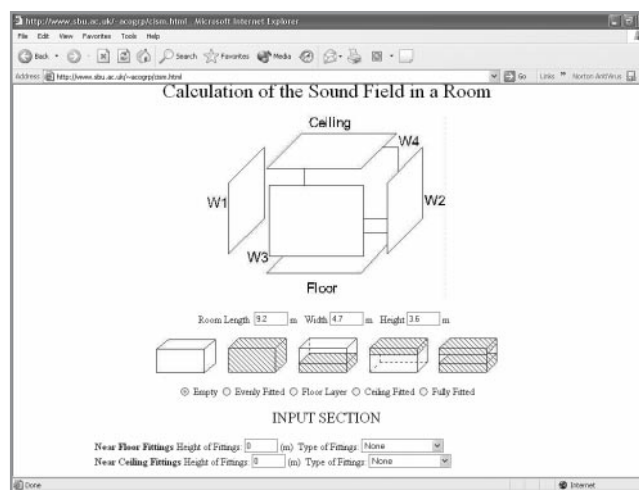 http://www.sbu.ac.uk/~acogrp/cism.html - Microsoft Internet Explorer
File Edit View Favorites Tools Help
Back Search Favorites Media
Address http://www.sbu.ac.uk/~acogrp/cism.html Go Links Norton AntiVirus
Calculation of the Sound Field in a Room
Ceiling
W4
W1
W2
W3
Floor
Room Length 9.2 m Width 4.7 m Height 3.6 m
Empty Evenly Fitted Floor Layer Ceiling Fitted Fully Fitted
INPUT SECTION
Near Floor Fittings Height of Fittings: 0 (m) Type of Fittings: None
Near Ceiling Fittings Height of Fittings: 0 (m) Type of Fittings: None
Done Internet